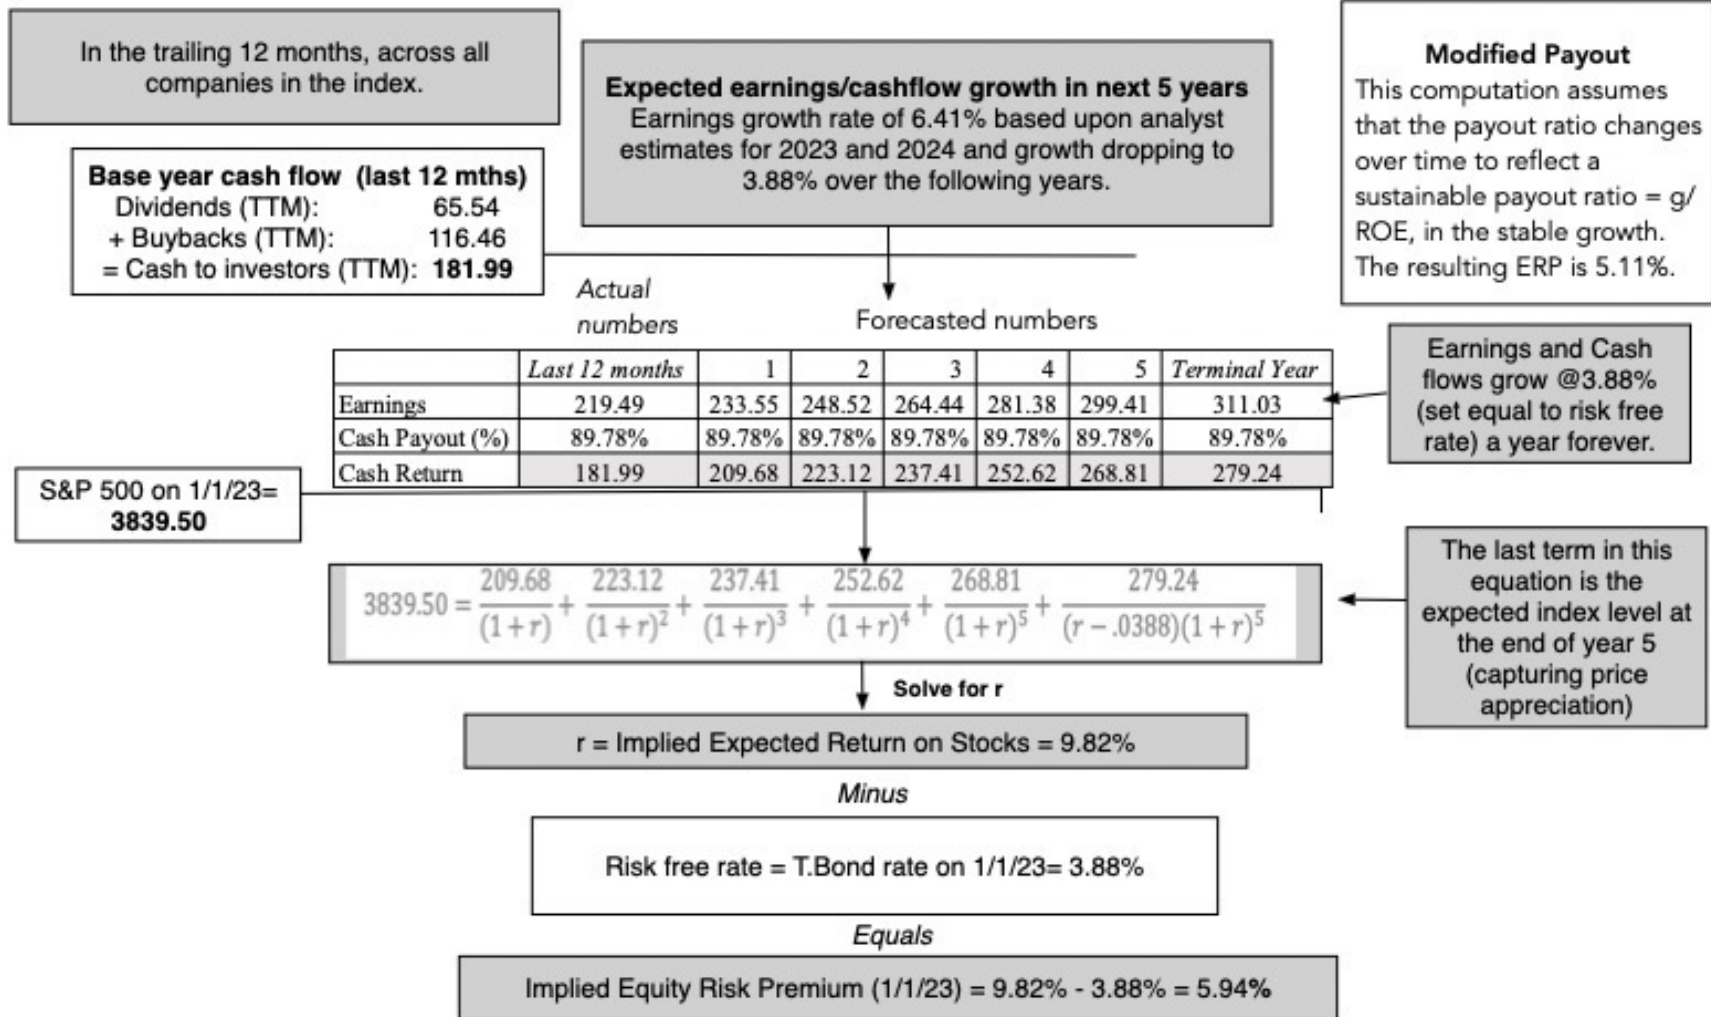 In the trailing 12 months, across all
companies in the index.
Expected earnings/cashflow growth in next 5 years
Earnings growth rate of 6.41% based upon analyst
estimates for 2023 and 2024 and growth dropping to
3.88% over the following years.
Modified Payout
This computation assumes
that the payout ratio changes
over time to reflect a
sustainable payout ratio = g/
ROE, in the stable growth.
The resulting ERP is 5.11%.
Base year cash flow (last 12 mths)
Dividends (TTM): 65.54
+ Buybacks (TTM): 116.46
= Cash to investors (TTM): 181.99
Actual
numbers
Forecasted numbers
Last 12 months 1 2 3 4 5 Terminal Year
Earnings 219.49 233.55 248.52 264.44 281.38 299.41 311.03
Cash Payout (%) 89.78% 89.78% 89.78% 89.78% 89.78% 89.78% 89.78%
Cash Return 181.99 209.68 223.12 237.41 252.62 268.81 279.24
Earnings and Cash
flows grow @3.88%
(set equal to risk free
rate) a year forever.
S&P 500 on 1/1/23=
3839.50
3839.50 = 209.68/(1+r) + 223.12/(1+r)² + 237.41/(1+r)³ + 252.62/(1+r)⁴ + 268.81/(1+r)⁵ + 279.24/(r−.0388)(1+r)⁵
The last term in this
equation is the
expected index level at
the end of year 5
(capturing price
appreciation)
Solve for r
r = Implied Expected Return on Stocks = 9.82%
Minus
Risk free rate = T.Bond rate on 1/1/23= 3.88%
Equals
Implied Equity Risk Premium (1/1/23) = 9.82% - 3.88% = 5.94%